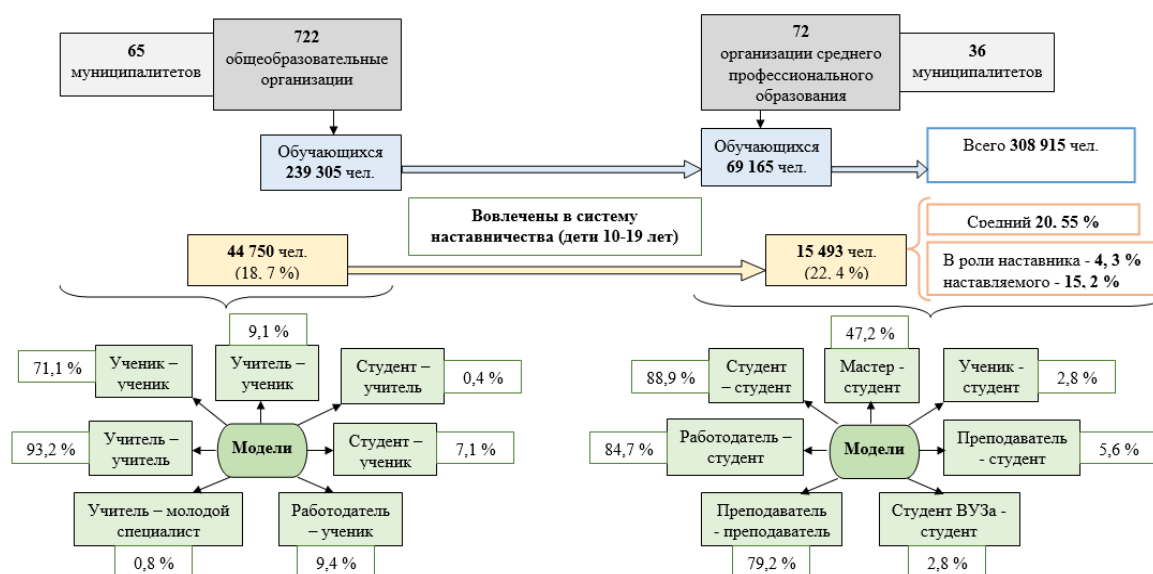 65
муниципалитетов
722
общеобразовательные
организации
72
организации среднего
профессионального
образования
36
муниципалитетов
Обучающихся
239 305 чел.
Обучающихся
69 165 чел.
Всего 308 915 чел.
Вовлечены в систему
наставничества (дети 10-19 лет)
44 750 чел.
(18, 7 %)
15 493 чел.
(22, 4 %)
Средний 20, 55 %
В роли наставника - 4, 3 %
наставляемого - 15, 2 %
9,1 %
71,1 %
Ученик –
ученик
Учитель –
ученик
Студент –
учитель
0,4 %
93,2 %
Учитель –
учитель
Модели
Студент –
ученик
7,1 %
Учитель – молодой
специалист
Работодатель
– ученик
0,8 %
9,4 %
47,2 %
88,9 %
Студент
– студент
Мастер -
студент
Ученик -
студент
2,8 %
84,7 %
Работодатель –
студент
Модели
Преподаватель
- студент
5,6 %
Преподаватель
- преподаватель
Студент ВУЗа -
студент
79,2 %
2,8 %